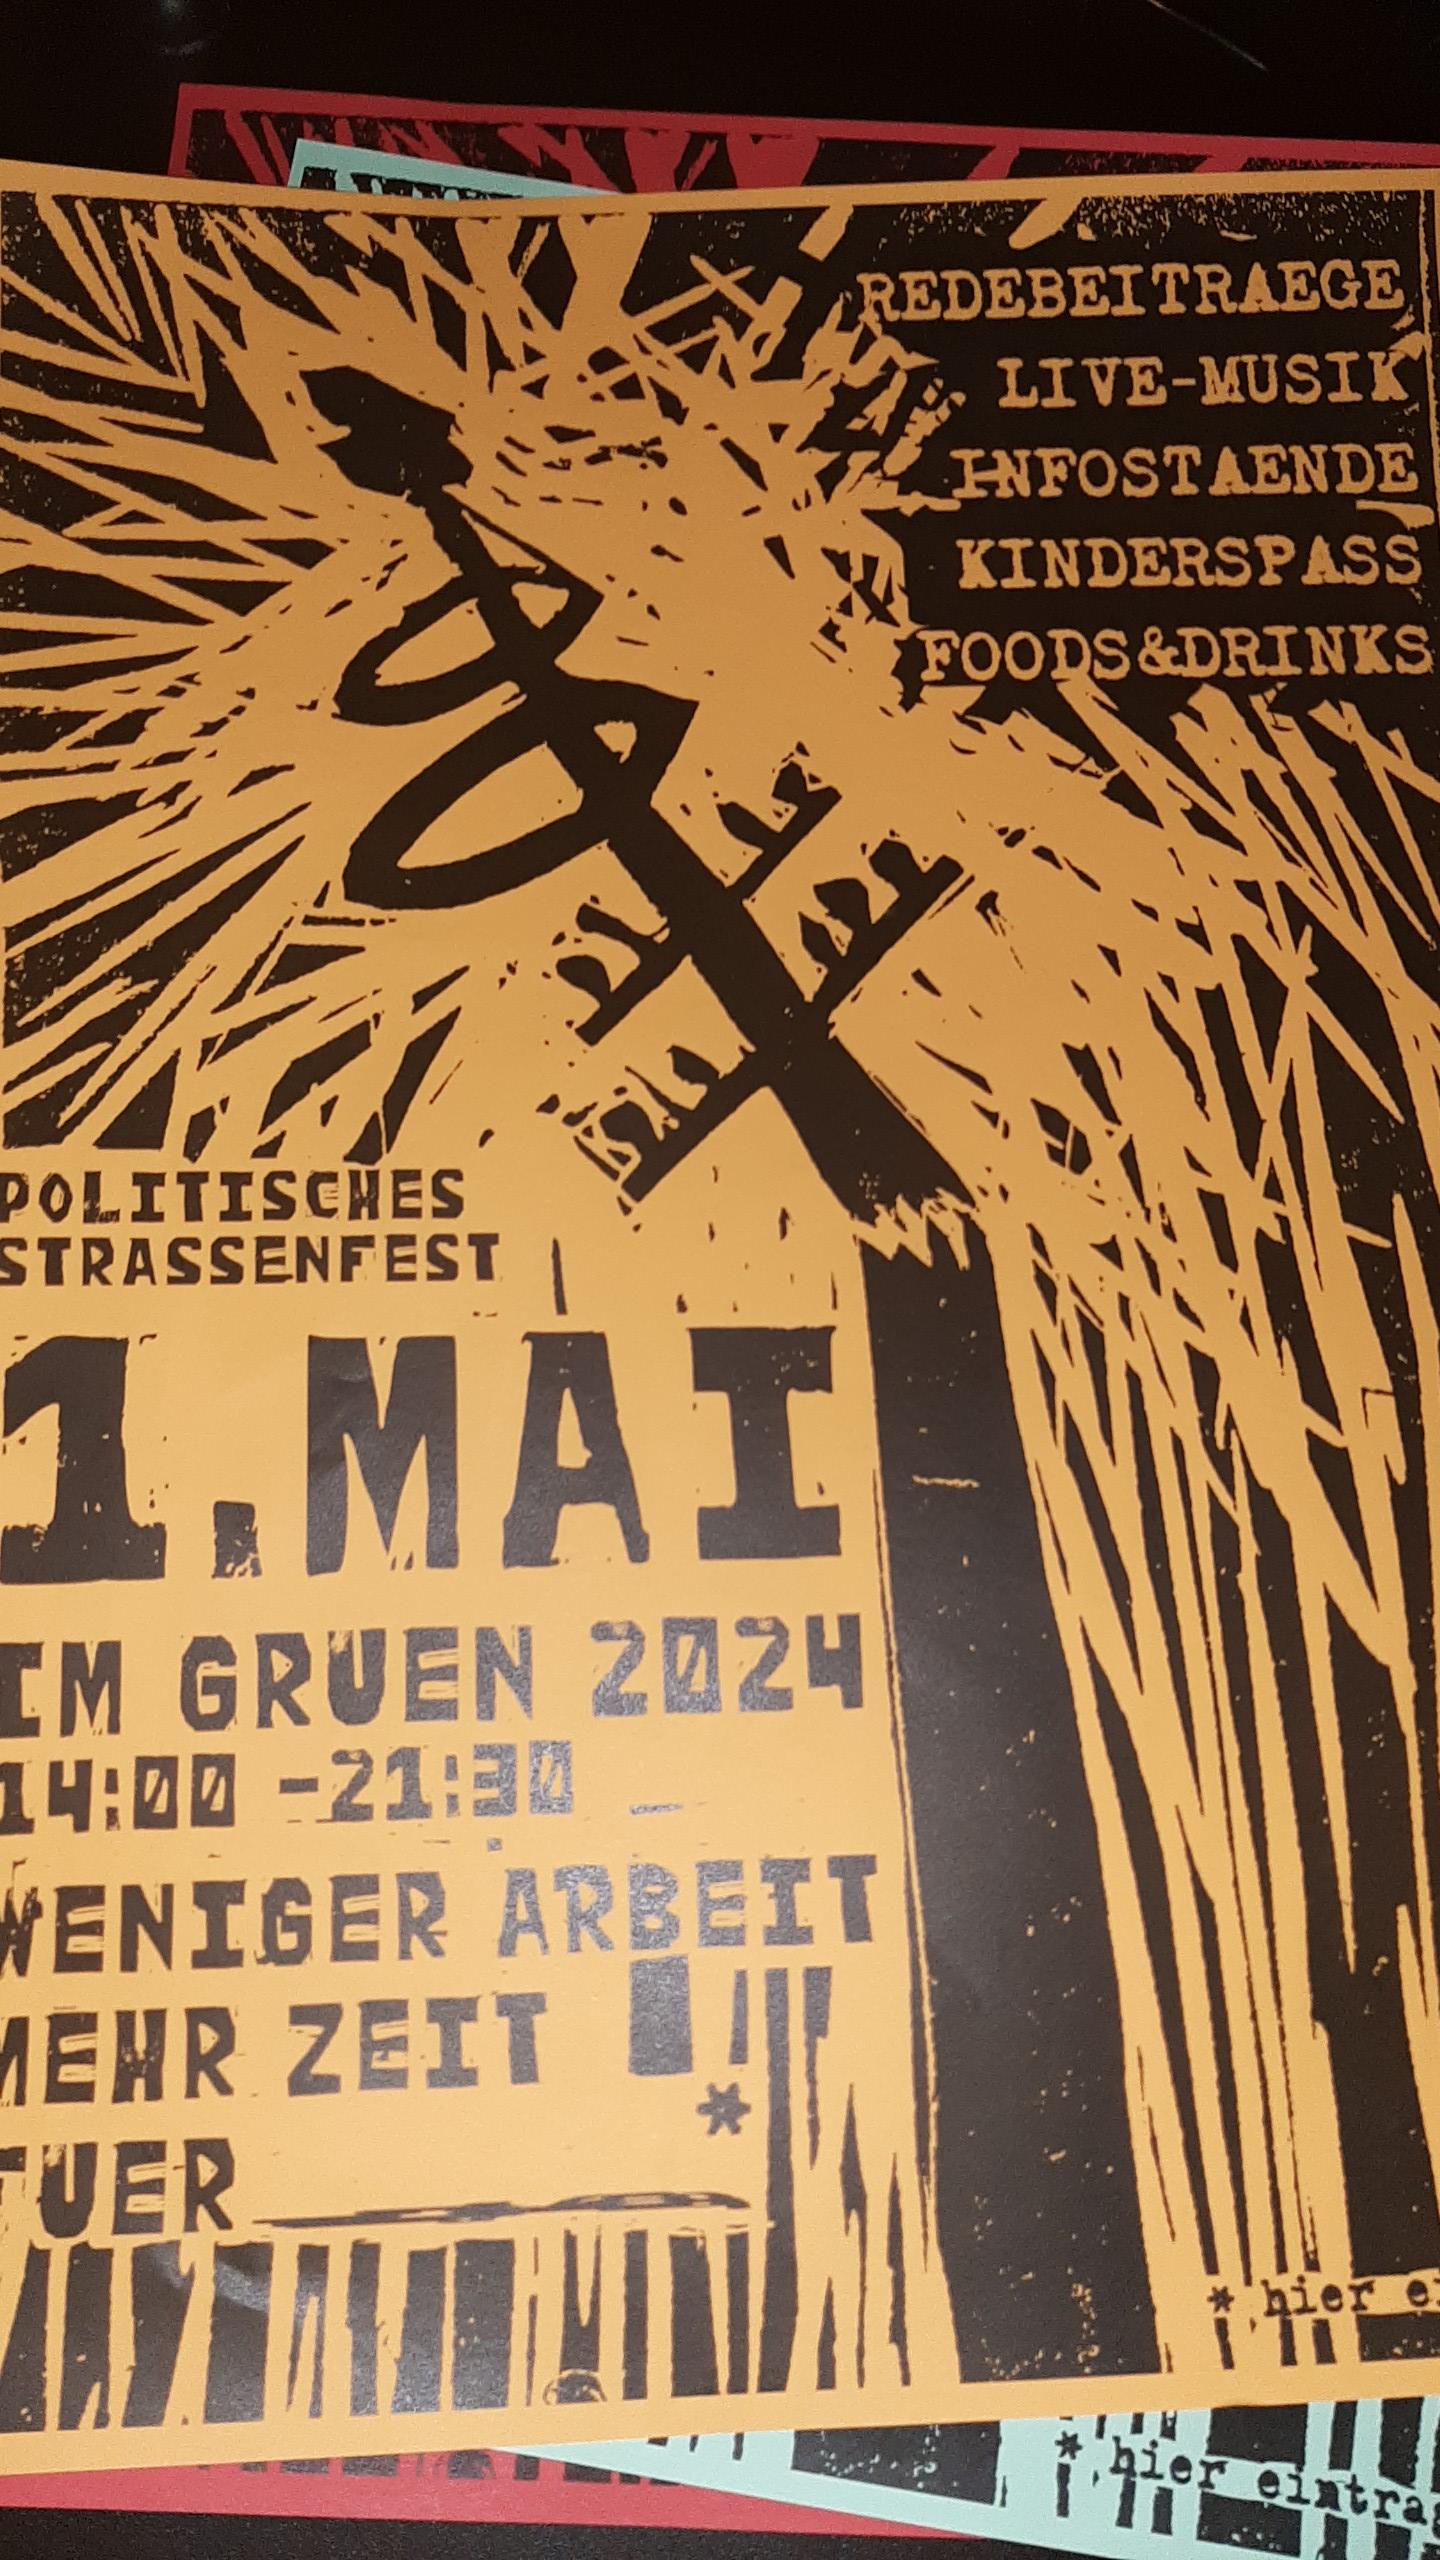 REDEBEITRAEGE
LIVE-MUSIK
INFOSTAENDE
KINDERSPASS
FOODS&DRINKS
POLITISCHES
STRASSENFEST
1.MAI
IM GRUEN 2024
14:00 -21:30
WENIGER ARBEIT
MEHR ZEIT
FUER *
* hier
* hier